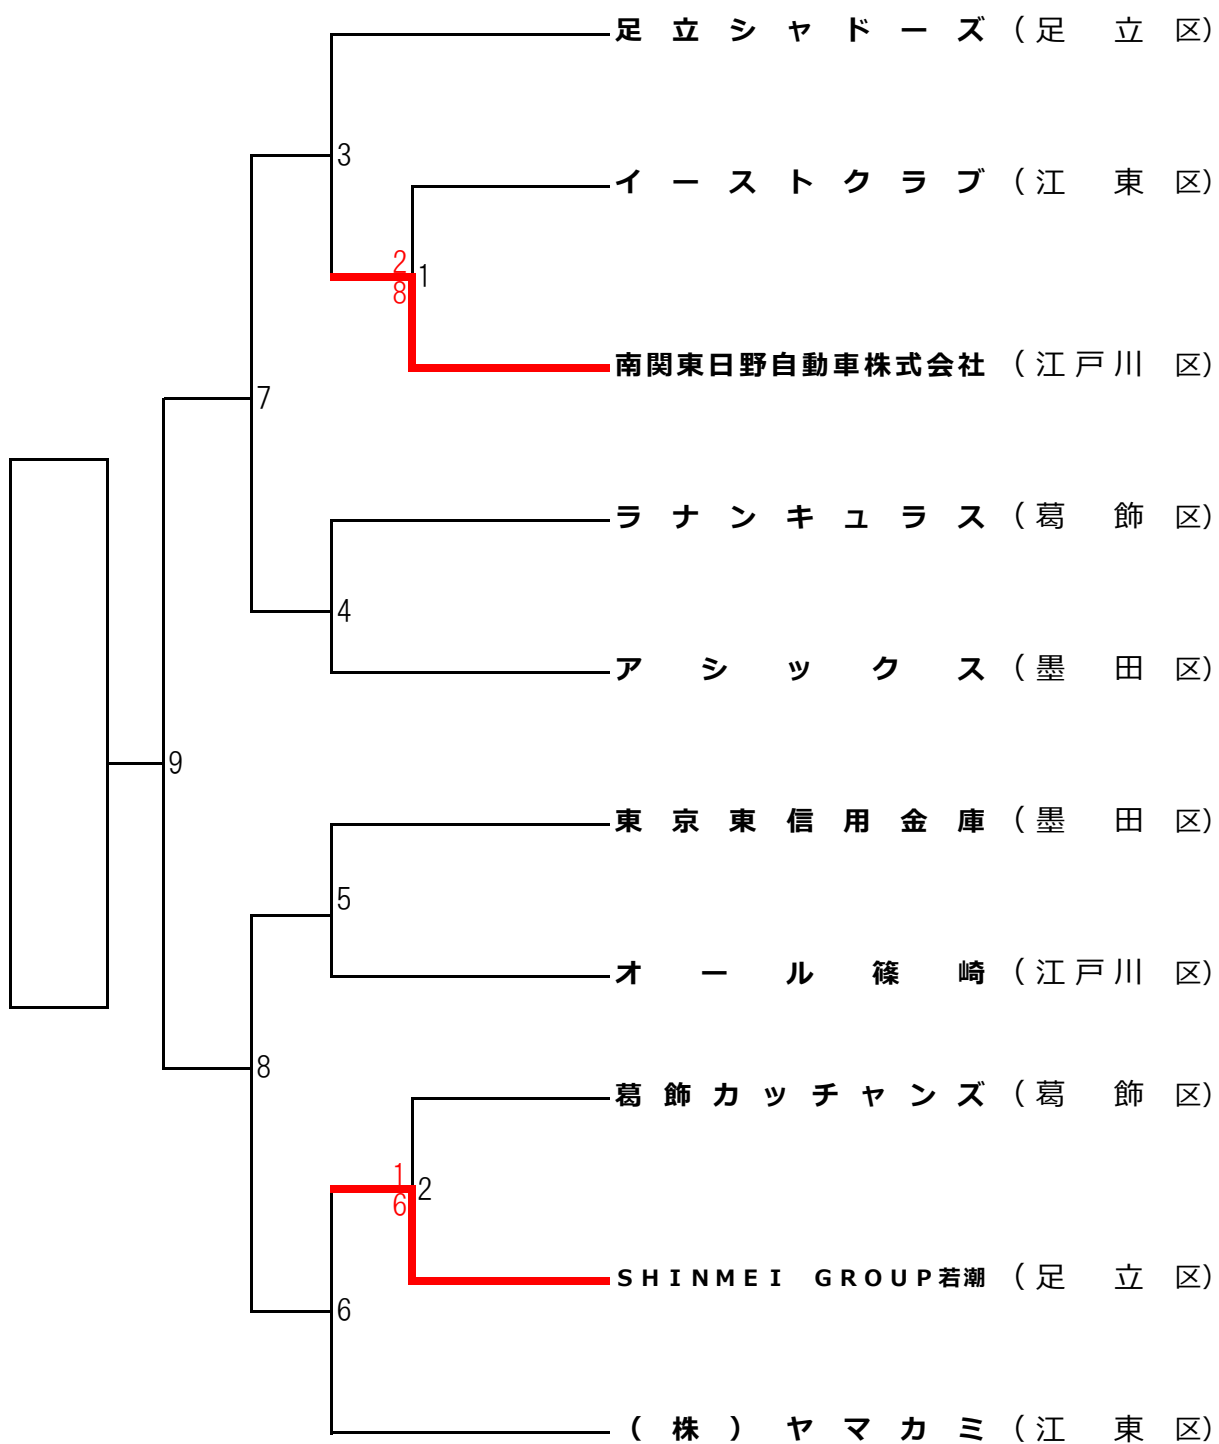 足立シャドーズ（足立区）
3
イーストクラブ（江東区）
2
1
8
南関東日野自動車株式会社（江戸川区）
7
ラナンキュラス（葛飾区）
4
アシックス（墨田区）
9
東京東信用金庫（墨田区）
5
オール篠崎（江戸川区）
8
葛飾カッチャンズ（葛飾区）
1
2
6
ＳＨＩＮＭＥＩ　ＧＲＯＵＰ若潮（足立区）
6
（株）ヤマカミ（江東区）